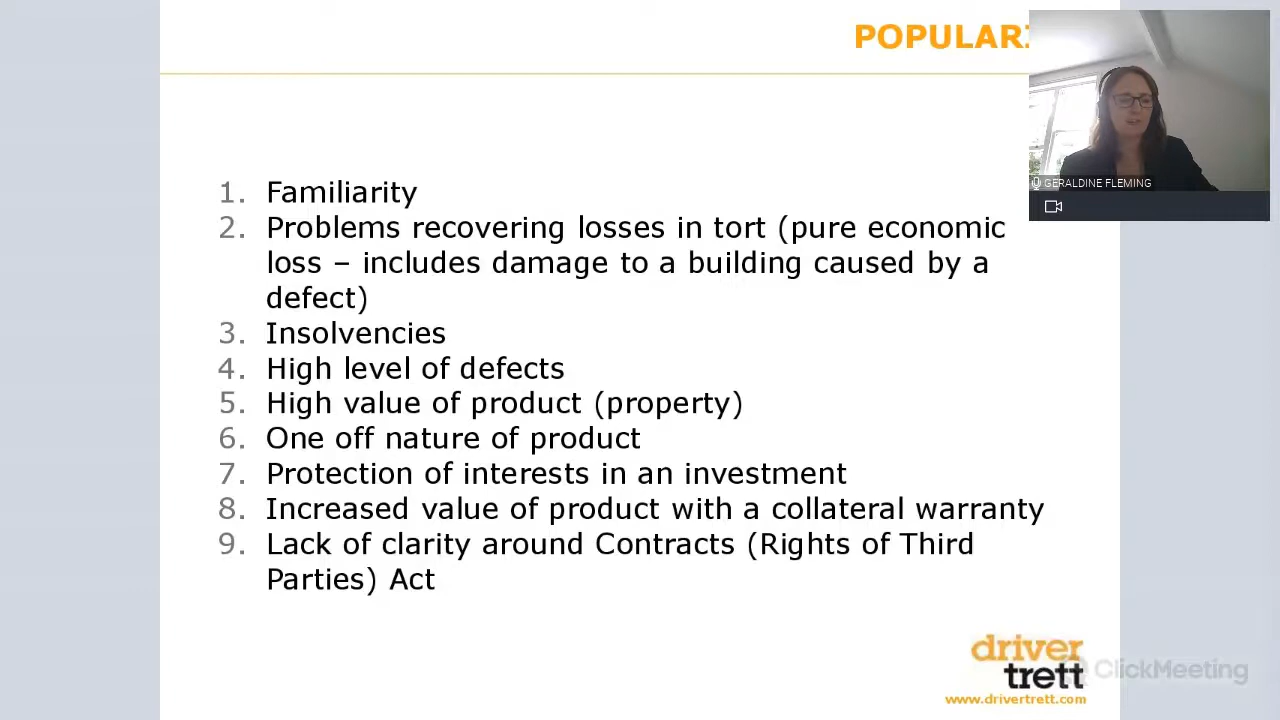 POPULARI
GERALDINE FLEMING
1. Familiarity
2. Problems recovering losses in tort (pure economic
loss – includes damage to a building caused by a
defect)
3. Insolvencies
4. High level of defects
5. High value of product (property)
6. One off nature of product
7. Protection of interests in an investment
8. Increased value of product with a collateral warranty
9. Lack of clarity around Contracts (Rights of Third
Parties) Act
driver
trett
ClickMeeting
www.drivertrett.com